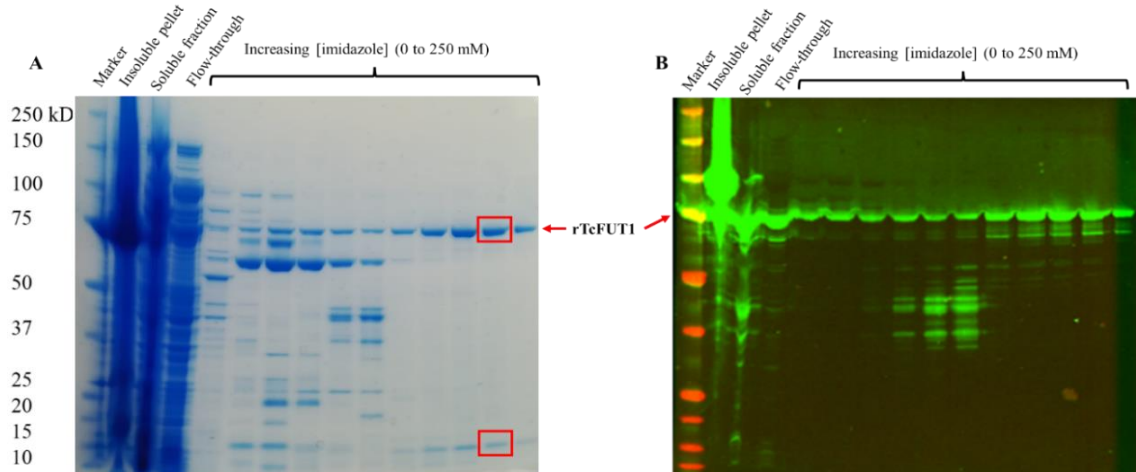 A
Marker
Insoluble pellet
Soluble fraction
Flow-through
Increasing [imidazole] (0 to 250 mM)
250 kD
150
100
75
50
37
25
20
15
10
rTcFUT1
B
Marker
Insoluble pellet
Soluble fraction
Flow-through
Increasing [imidazole] (0 to 250 mM)